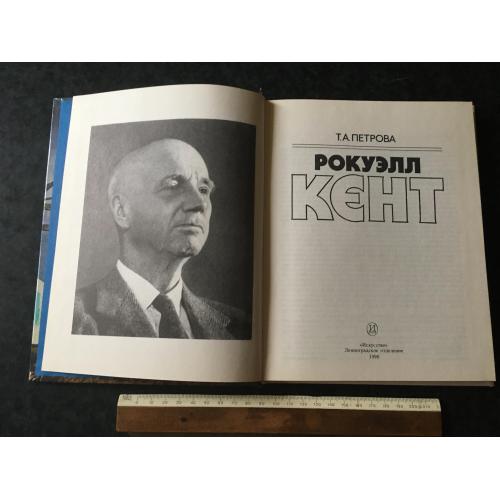 Т.А.ПЕТРОВА
РОКУЭЛЛ
КЕНТ
И
«Искусство»
Ленинградское отделение